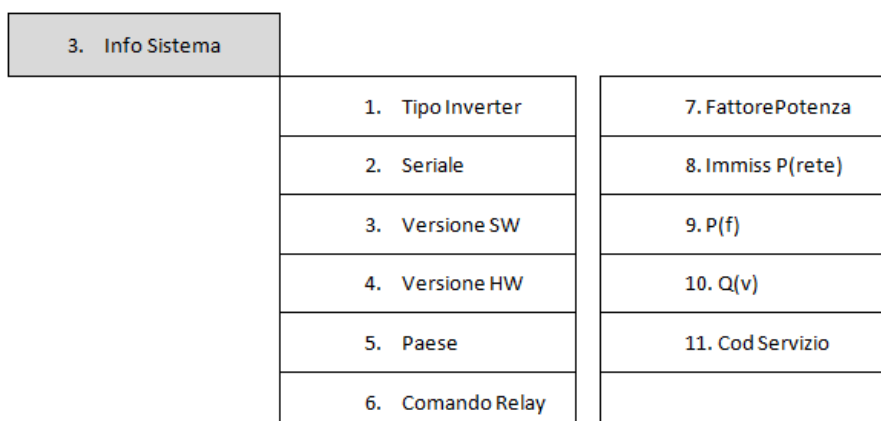 3. Info Sistema
1. Tipo Inverter
2. Seriale
3. Versione SW
4. Versione HW
5. Paese
6. Comando Relay
7. FattorePotenza
8. Immiss P(rete)
9. P(f)
10. Q(v)
11. Cod Servizio